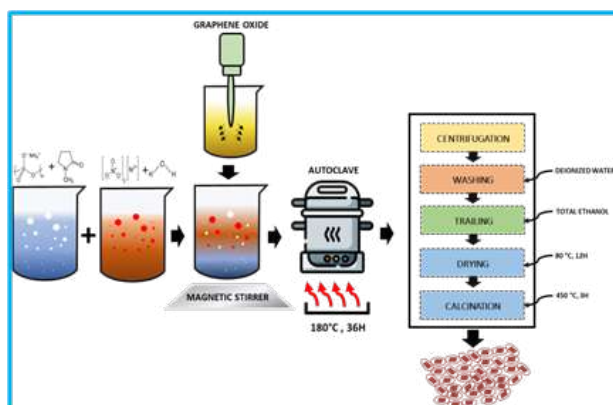 GRAPHENE OXIDE
AUTOCLAVE
MAGNETIC STIRRER
180°C , 36H
CENTRIFUGATION
WASHING
DEIONIZED WATER
TRAILING
TOTAL ETHANOL
DRYING
80 °C, 12H
CALCINATION
450 °C, 3H